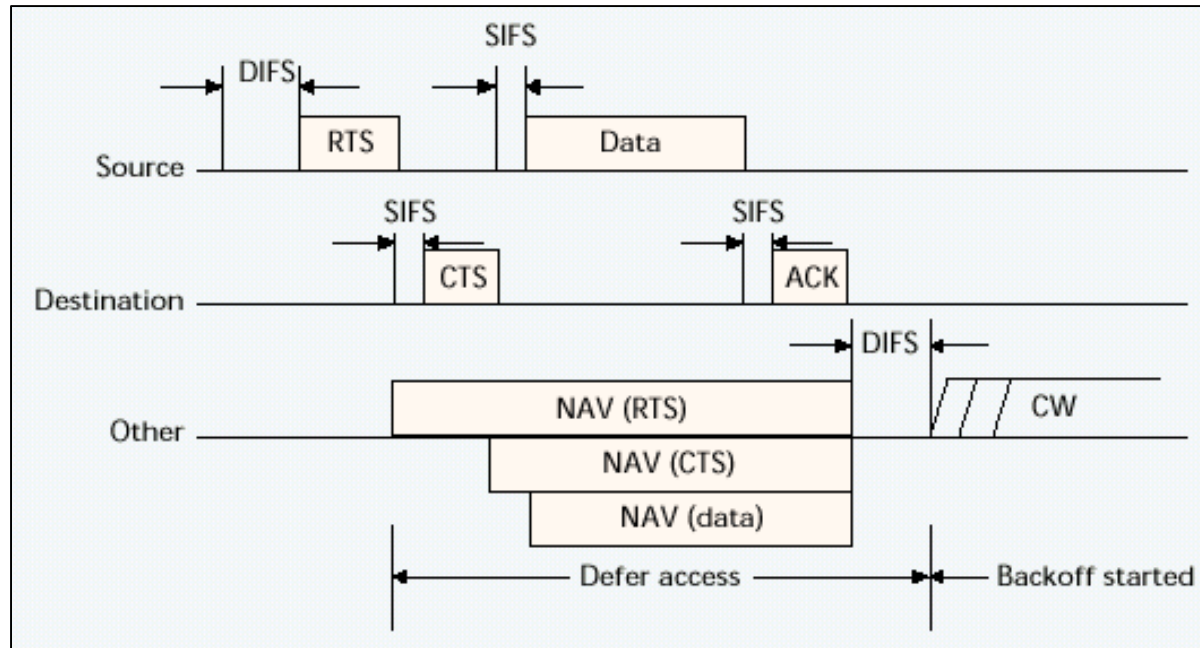 SIFS
DIFS
RTS
Data
Source
SIFS
SIFS
CTS
ACK
Destination
DIFS
NAV (RTS)
CW
Other
NAV (CTS)
NAV (data)
Defer access
Backoff started